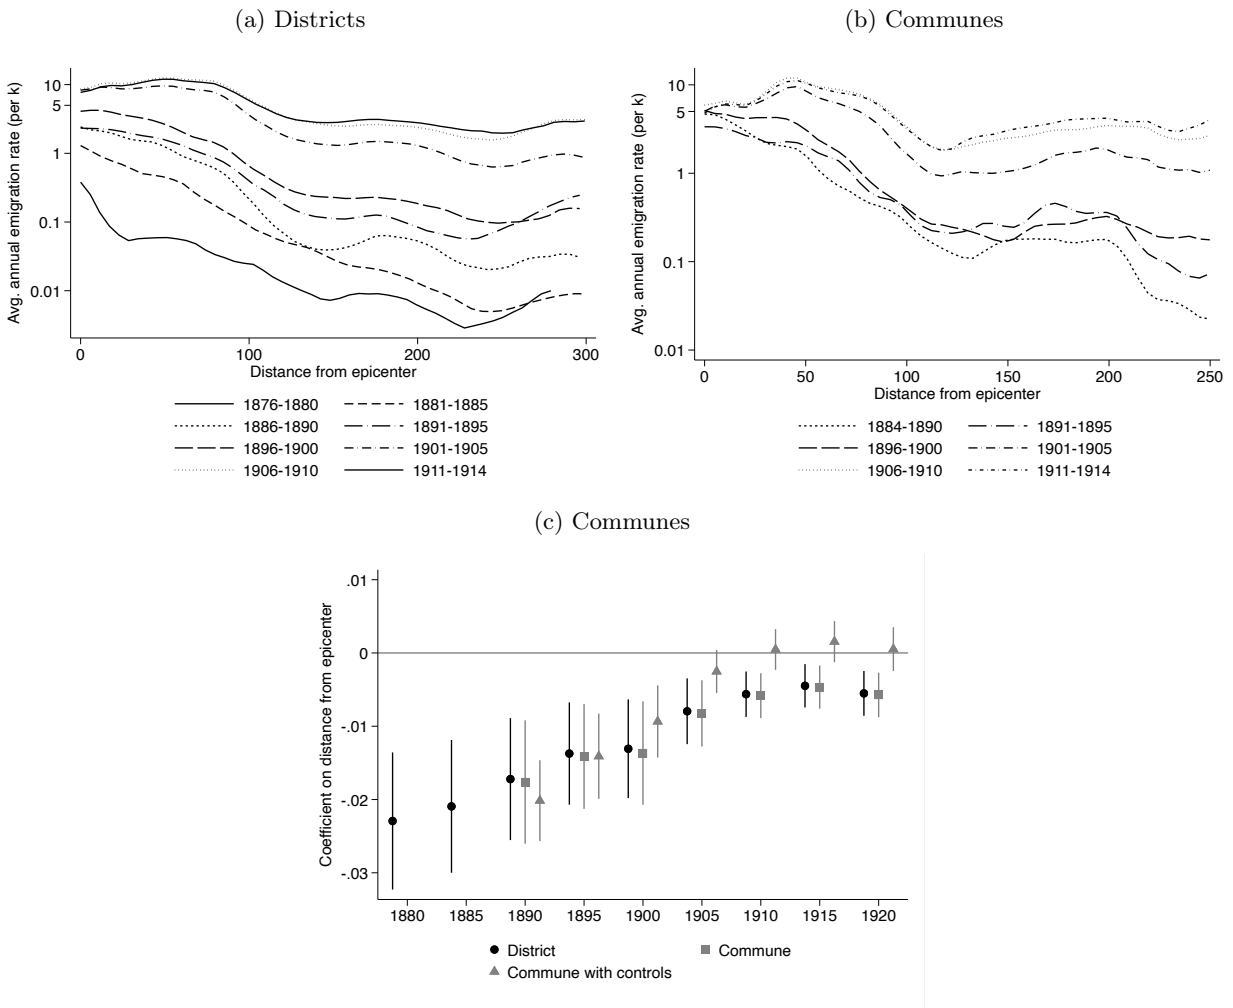 (a) Districts
Avg. annual emigration rate (per k)
10
5
1
0.1
0.01
0 100 200 300
Distance from epicenter
1876-1880 1881-1885
1886-1890 1891-1895
1896-1900 1901-1905
1906-1910 1911-1914
(b) Communes
Avg. annual emigration rate (per k)
10
5
1
0.1
0.01
0 50 100 150 200 250
Distance from epicenter
1884-1890 1891-1895
1896-1900 1901-1905
1906-1910 1911-1914
(c) Communes
Coefficient on distance from epicenter
.01
0
-.01
-.02
-.03
1880 1885 1890 1895 1900 1905 1910 1915 1920
District Commune
Commune with controls